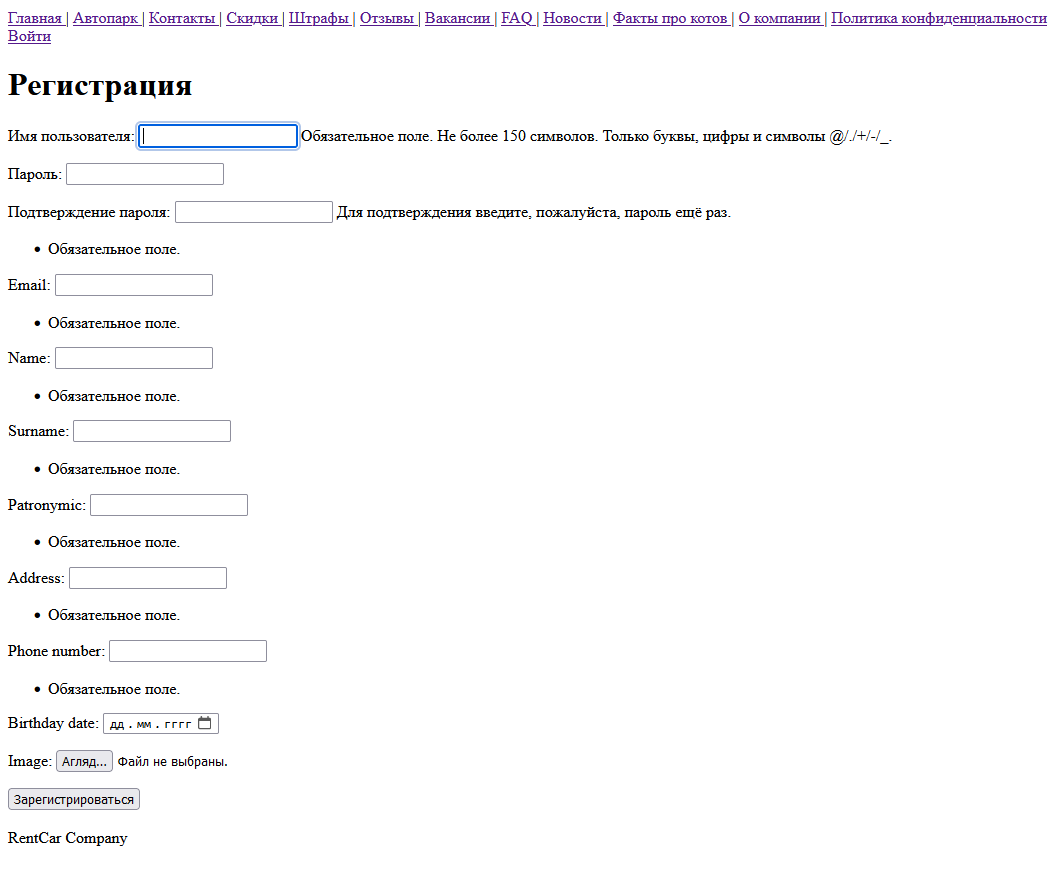 Главная | Автопарк | Контакты | Скидки | Штрафы | Отзывы | Вакансии | FAQ | Новости | Факты про котов | О компании | Политика конфиденциальности
Войти
Регистрация
Имя пользователя: Обязательное поле. Не более 150 символов. Только буквы, цифры и символы @/./+/-/_.
Пароль:
Подтверждение пароля: Для подтверждения введите, пожалуйста, пароль ещё раз.
• Обязательное поле.
Email:
• Обязательное поле.
Name:
• Обязательное поле.
Surname:
• Обязательное поле.
Patronymic:
• Обязательное поле.
Address:
• Обязательное поле.
Phone number:
• Обязательное поле.
Birthday date: дд.мм.гггг
Image: Агляд... Файл не выбраны.
Зарегистрироваться
RentCar Company